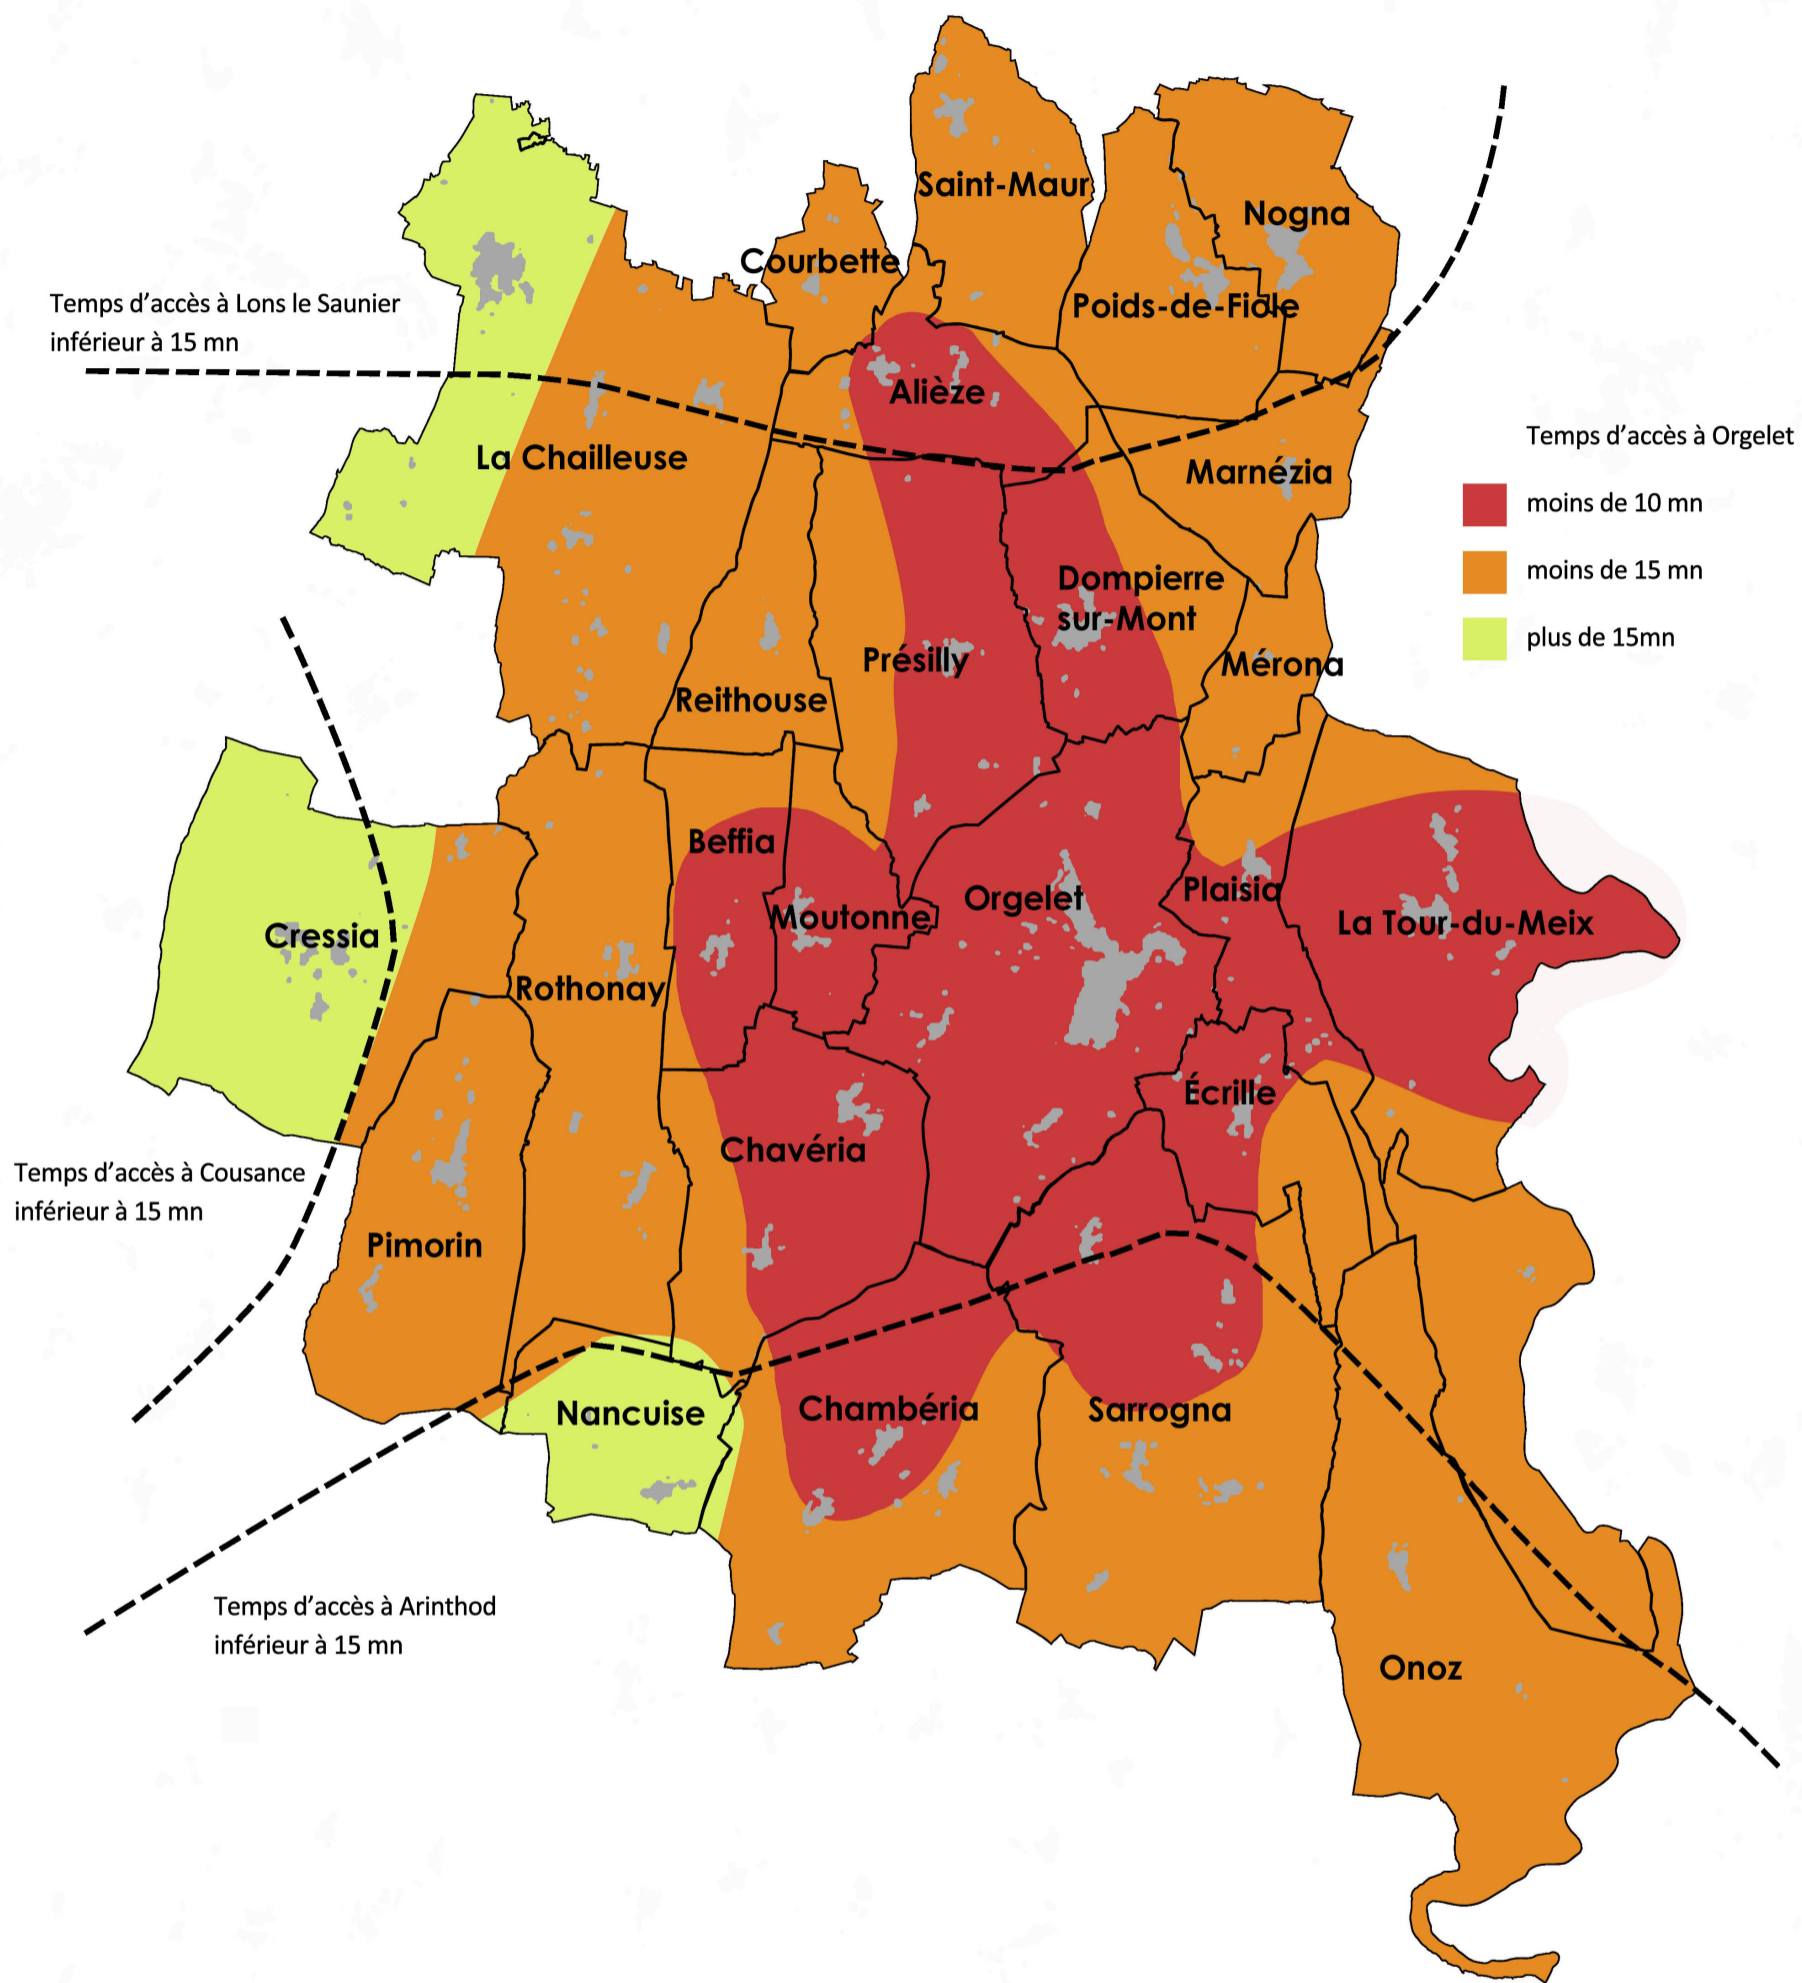 Saint-Maur
Nogna
Courbette
Poids-de-Fiole
Temps d'accès à Lons le Saunier
inférieur à 15 mn
Alièze
La Chailleuse
Marnézia
Temps d'accès à Orgelet
moins de 10 mn
moins de 15 mn
plus de 15mn
Dompierre
sur-Mont
Présilly
Mérona
Reithouse
Beffia
Moutonne
Orgelet
Plaisia
La Tour-du-Meix
Cressia
Rothonay
Écrille
Chavéria
Temps d'accès à Cousance
inférieur à 15 mn
Pimorin
Nancuise
Chambéria
Sarrogna
Temps d'accès à Arinthod
inférieur à 15 mn
Onoz